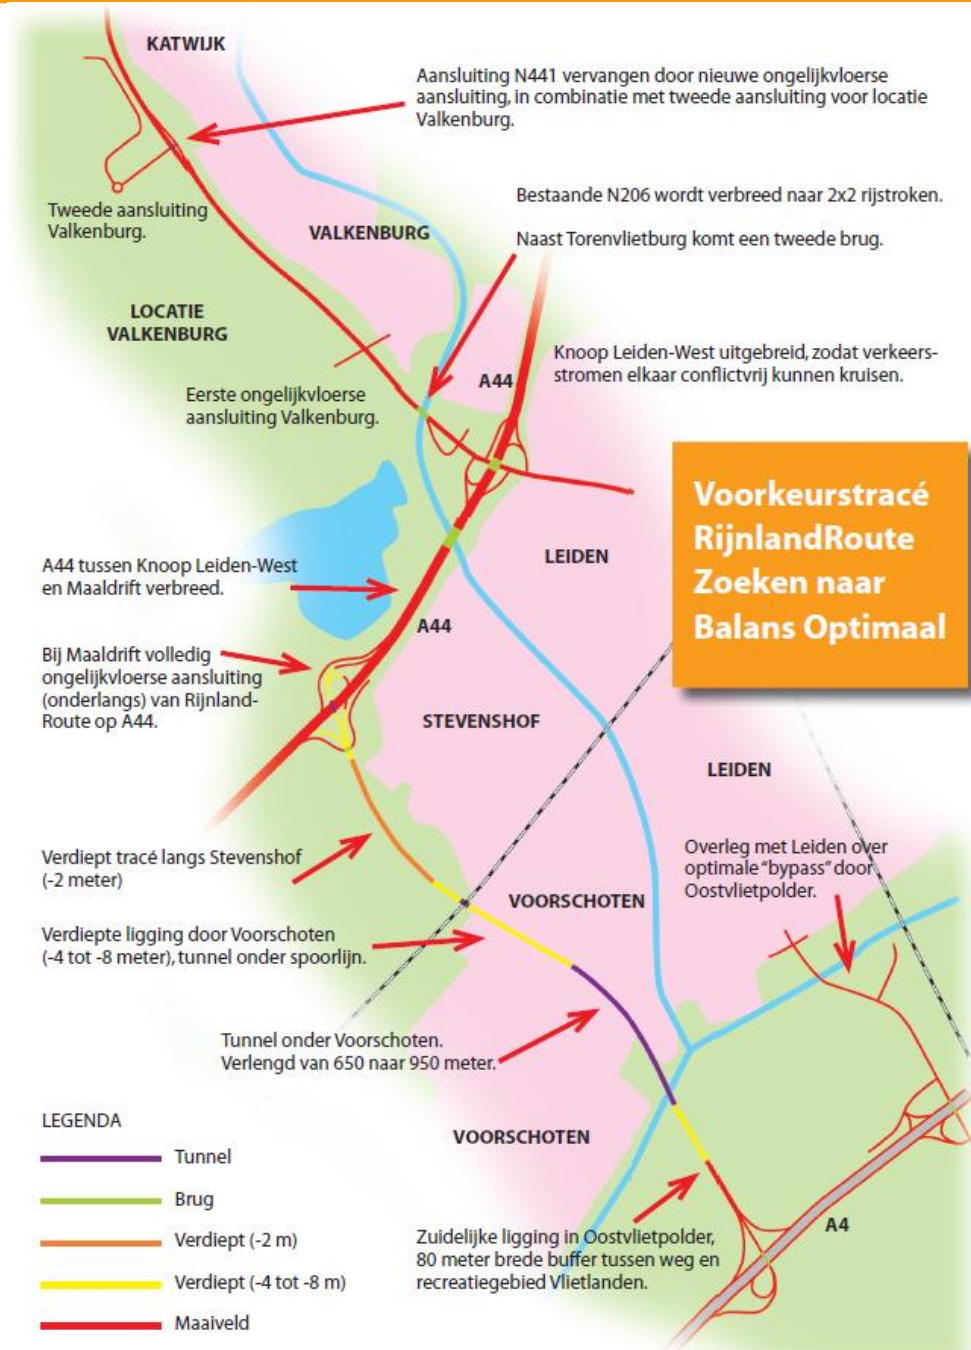 KATWIJK
Aansluiting N441 vervangen door nieuwe ongelijkvloerse
aansluiting, in combinatie met tweede aansluiting voor locatie
Valkenburg.
Bestaande N206 wordt verbreed naar 2x2 rijstroken.
Naast Torenvlietburg komt een tweede brug.
Tweede aansluiting
Valkenburg.
VALKENBURG
LOCATIE
VALKENBURG
Knoop Leiden-West uitgebreid, zodat verkeers-
stromen elkaar conflictvrij kunnen kruisen.
A44
Eerste ongelijkvloerse
aansluiting Valkenburg.
Voorkeurstracé
RijnlandRoute
Zoeken naar
Balans Optimaal
LEIDEN
A44 tussen Knoop Leiden-West
en Maaldrift verbreed.
A44
Bij Maaldrift volledig
ongelijkvloerse aansluiting
(onderlangs) van Rijnland-
Route op A44.
STEVENSHOF
LEIDEN
Verdiept tracé langs Stevenshof
(-2 meter)
Overleg met Leiden over
optimale “bypass” door
Oostvlietpolder.
VOORSCHOTEN
Verdiepte ligging door Voorschoten
(-4 tot -8 meter), tunnel onder spoorlijn.
Tunnel onder Voorschoten.
Verlengd van 650 naar 950 meter.
VOORSCHOTEN
LEGENDA
Tunnel
Brug
Verdiept (-2 m)
Verdiept (-4 tot -8 m)
Maaiveld
A4
Zuidelijke ligging in Oostvlietpolder,
80 meter brede buffer tussen weg en
recreatiegebied Vlietlanden.